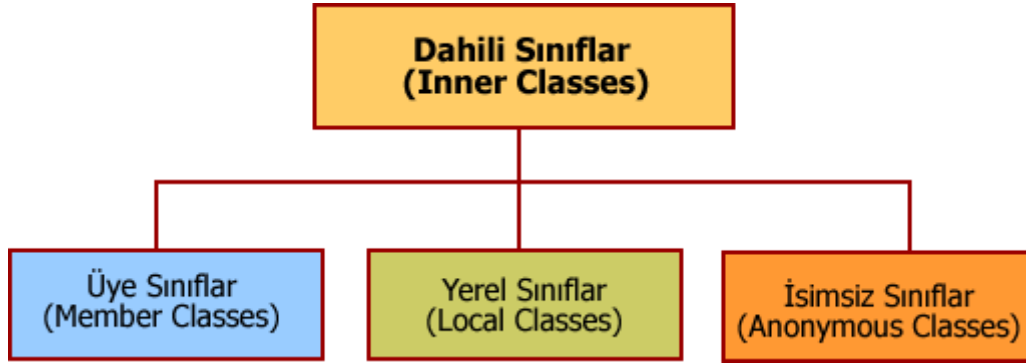 Dahili Sınıflar
(Inner Classes)
Üye Sınıflar
(Member Classes)
Yerel Sınıflar
(Local Classes)
İsimsiz Sınıflar
(Anonymous Classes)